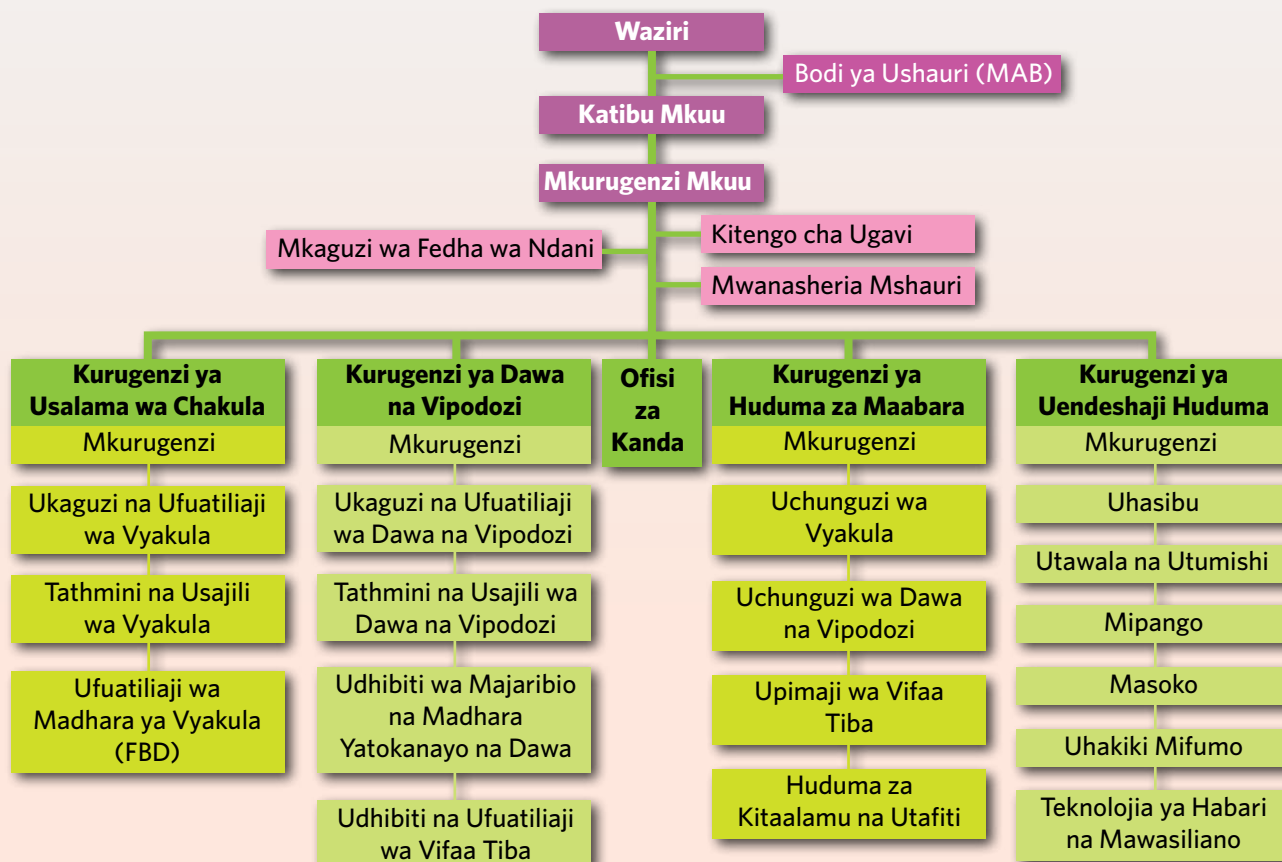 Waziri
Bodi ya Ushauri (MAB)
Katibu Mkuu
Mkurugenzi Mkuu
Mkaguzi wa Fedha wa Ndani
Kitengo cha Ugavi
Mwanasheria Mshauri
Kurugenzi ya
Usalama wa Chakula
Mkurugenzi
Ukaguzi na Ufuatiliaji
wa Vyakula
Tathmini na Usajili
wa Vyakula
Ufuatiliaji wa
Madhara ya Vyakula
(FBD)
Kurugenzi ya Dawa
na Vipodozi
Mkurugenzi
Ukaguzi na Ufuatiliaji
wa Dawa na Vipodozi
Tathmini na Usajili wa
Dawa na Vipodozi
Udhibiti wa Majaribio
na Madhara
Yatokanayo na Dawa
Udhibiti na Ufuatiliaji
wa Vifaa Tiba
Ofisi
za
Kanda
Kurugenzi ya
Huduma za Maabara
Mkurugenzi
Uchunguzi wa
Vyakula
Uchunguzi wa Dawa
na Vipodozi
Upimaji wa Vifaa
Tiba
Huduma za
Kitaalamu na Utafiti
Kurugenzi ya
Uendeshaji Huduma
Mkurugenzi
Uhasibu
Utawala na Utumishi
Mipango
Masoko
Uhakiki Mifumo
Teknolojia ya Habari
na Mawasiliano